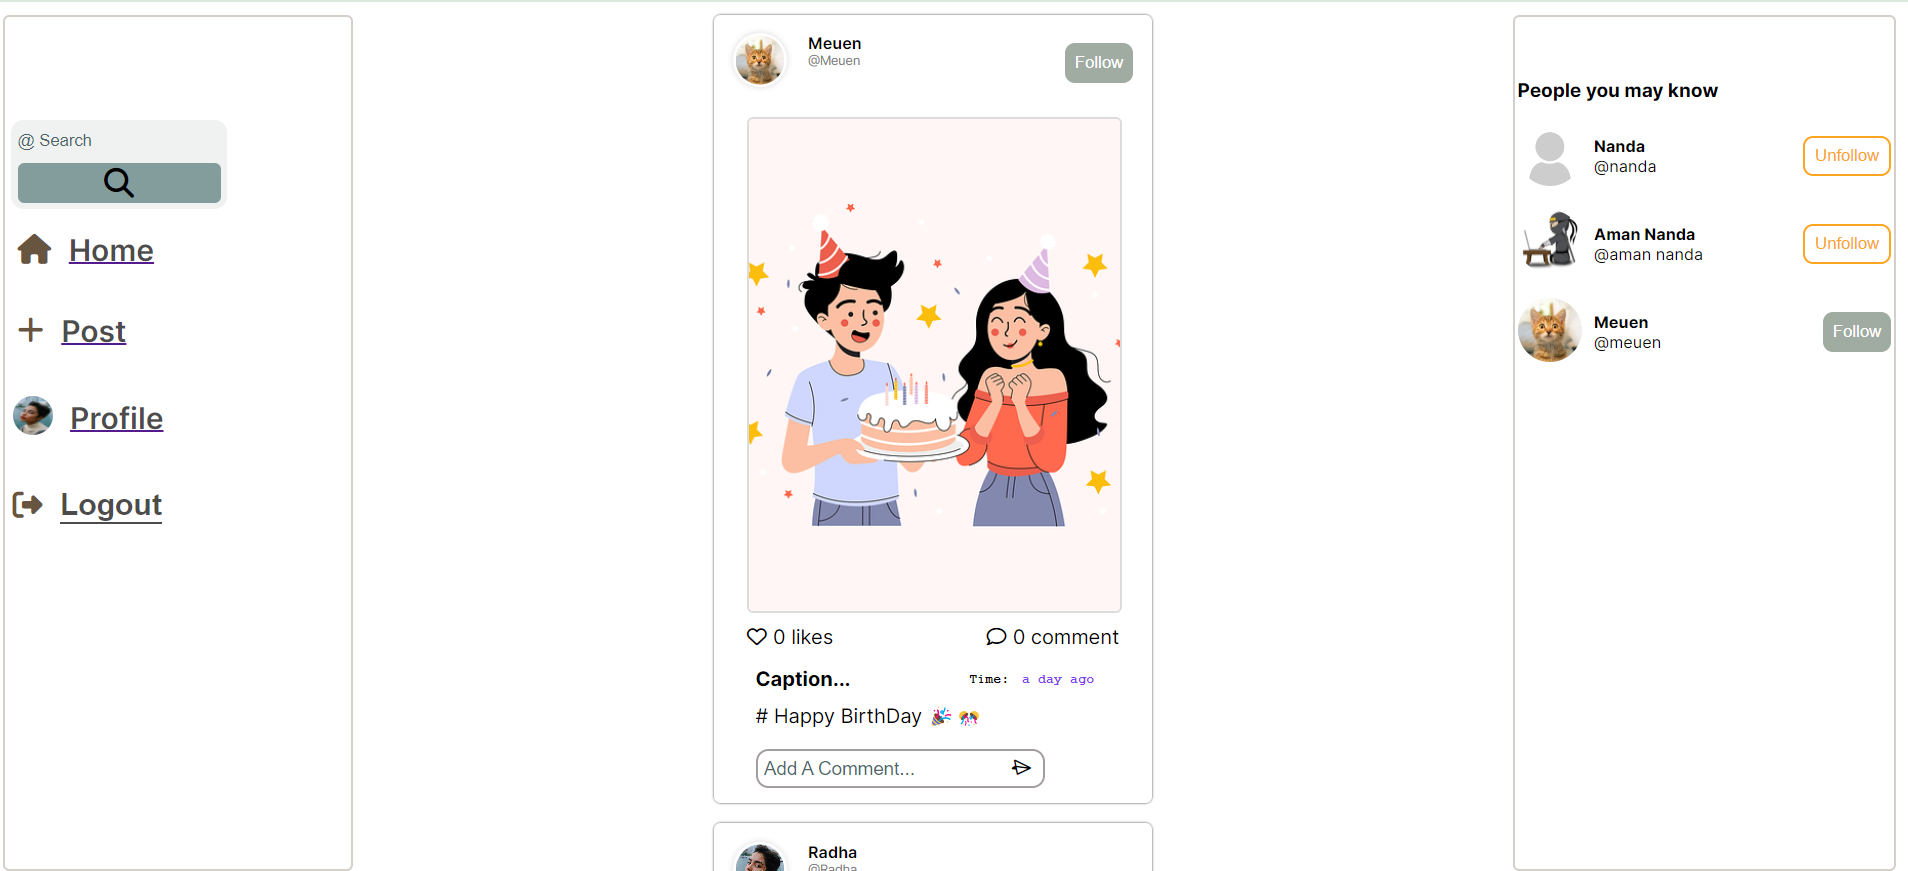 @ Search
Home
Post
Profile
Logout
Meuen
@Meuen
Follow
0 likes
0 comment
Caption...
Time: a day ago
# Happy BirthDay 🎉 🎊
Add A Comment...
Radha
@Radha
People you may know
Nanda
@nanda
Unfollow
Aman Nanda
@aman nanda
Unfollow
Meuen
@meuen
Follow